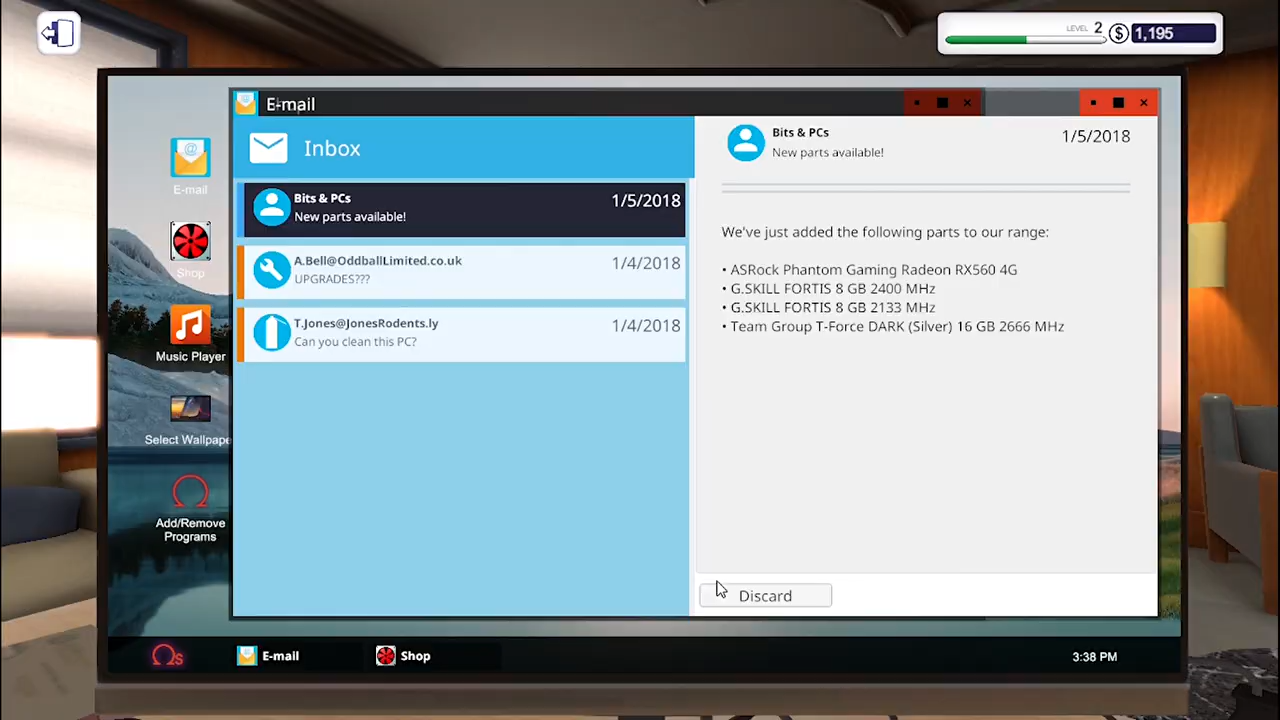 LEVEL 2
$ 1,195
E-mail
Inbox
Bits & PCs
New parts available!
1/5/2018
A.Bell@OddballLimited.co.uk
UPGRADES???
1/4/2018
T.Jones@JonesRodents.ly
Can you clean this PC?
1/4/2018
Bits & PCs
New parts available!
1/5/2018
We've just added the following parts to our range:
• ASRock Phantom Gaming Radeon RX560 4G
• G.SKILL FORTIS 8 GB 2400 MHz
• G.SKILL FORTIS 8 GB 2133 MHz
• Team Group T-Force DARK (Silver) 16 GB 2666 MHz
Discard
E-mail
Shop
Music Player
Select Wallpape
Add/Remove
Programs
Ωs
E-mail
Shop
3:38 PM